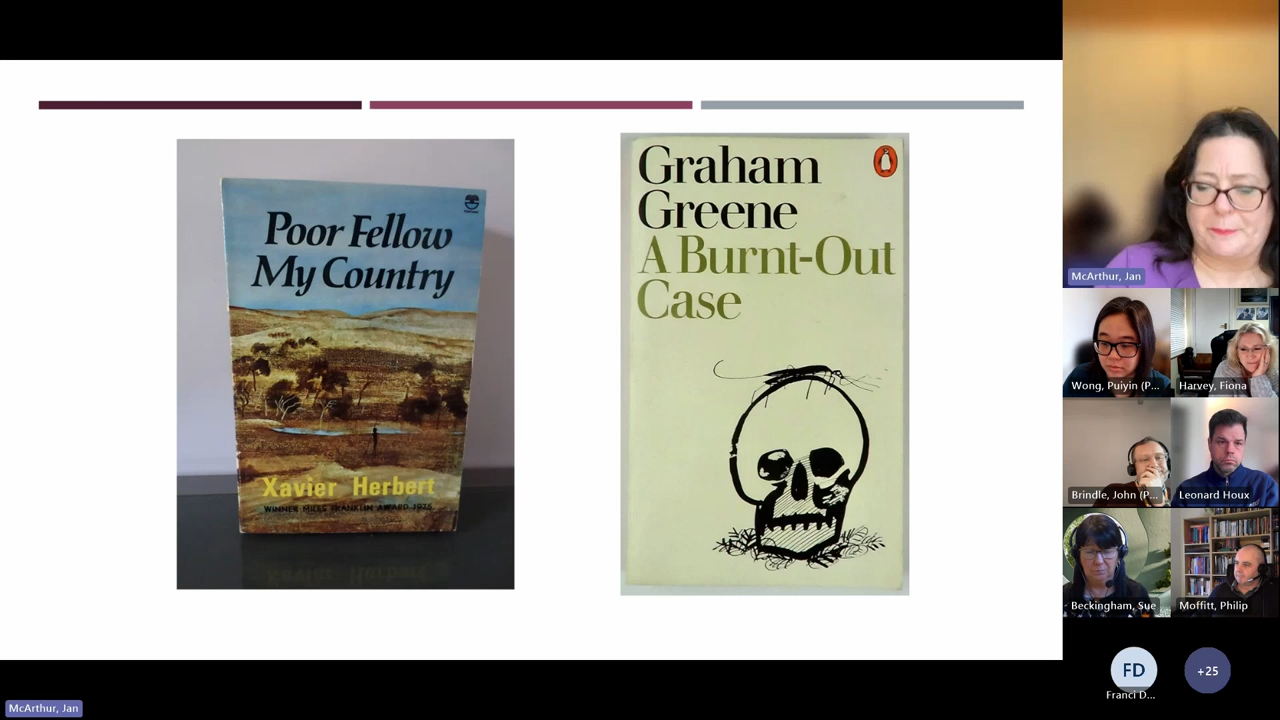 Poor Fellow
My Country
Xavier Herbert
WINNER MILES FRANKLIN AWARD 1975
Graham
Greene
A Burnt-Out
Case
McArthur, Jan
Wong, Puiyin (P...
Harvey, Fiona
Brindle, John (P...
Leonard Houx
Beckingham, Sue
Moffitt, Philip
FD
Franci D...
+25
McArthur, Jan